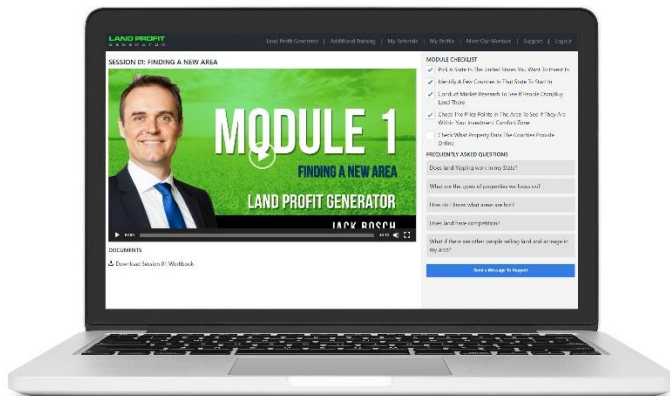 LAND PROFIT
GENERATOR
Land Profit Generator | Additional Training | My Referrals | My Profile | Meet Our Mentors | Support | Logout
SESSION 01: FINDING A NEW AREA
MODULE 1
FINDING A NEW AREA
LAND PROFIT GENERATOR
JACK BOSCH
DOCUMENTS
Download Session 01 Workbook
MODULE CHECKLIST
Pick A State In The United States You Want To Invest In
Identify A Few Counties In That State To Start In
Conduct Market Research To See If People Own/Buy
Land There
Check The Price Points In The Area To See If They Are
Within Your Investment Comfort Zone
Check What Property Data The Counties Provide
Online
FREQUENTLY ASKED QUESTIONS
Does land flipping work in my State?
What are the types of properties we focus on?
How do I know what areas are hot?
Does land have competition?
What if there are other people selling land and acreage in
my area?
Send a Message To Support